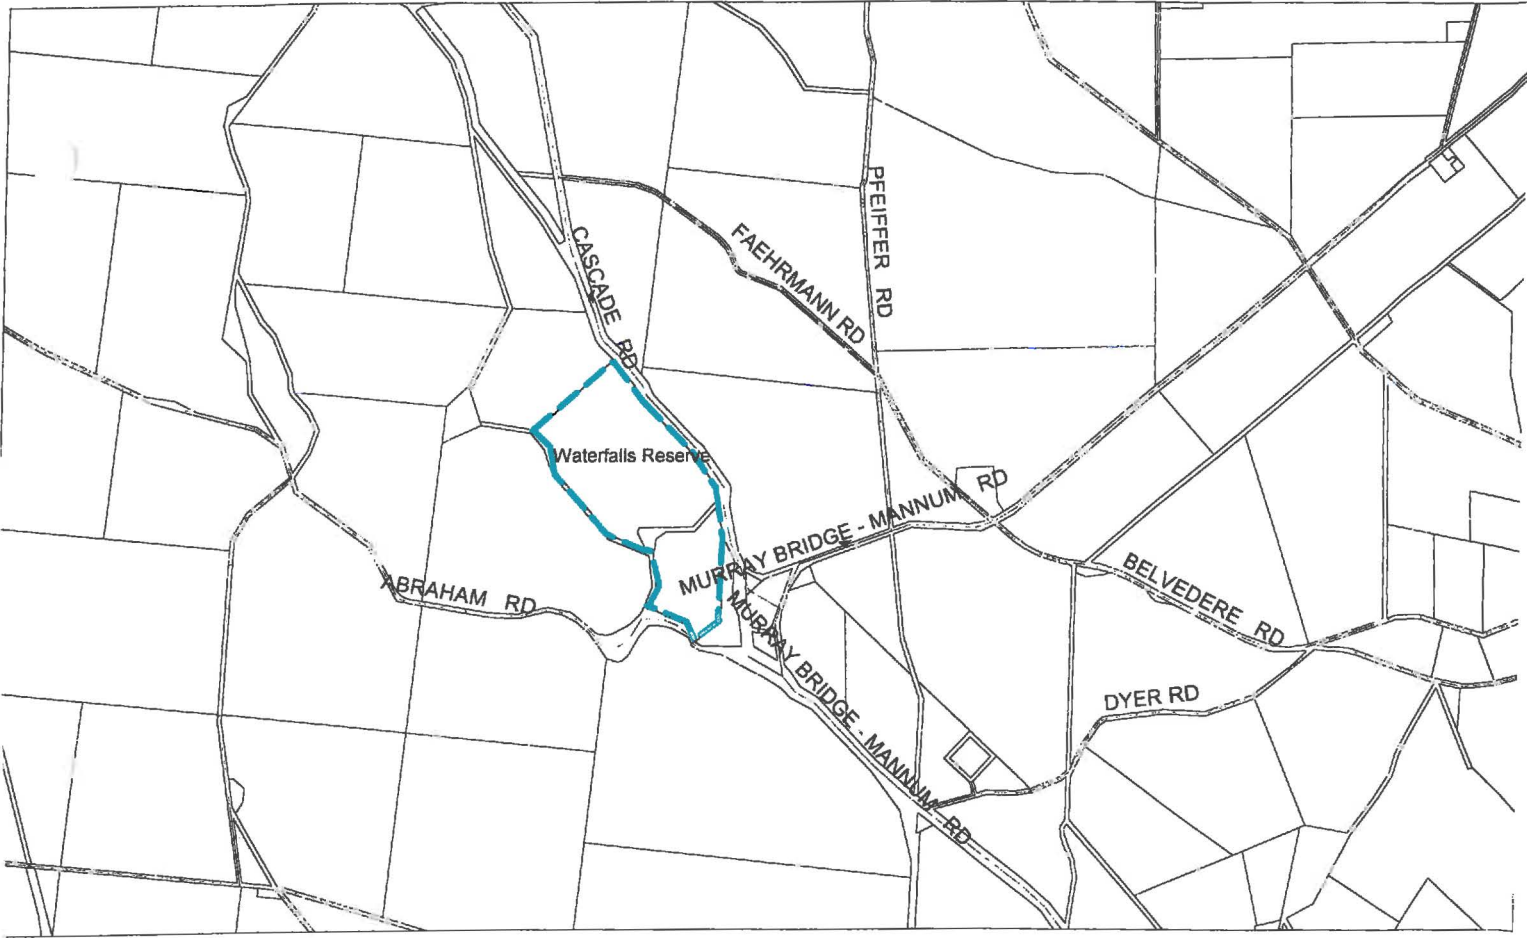 PFEIFFER RD
CASCADE RD
FAEHRMANN RD
Waterfalls Reserve
MURRAY BRIDGE - MANNUM RD
ABRAHAM RD
MURRAY BRIDGE - MANNUM RD
BELVEDERE RD
DYER RD